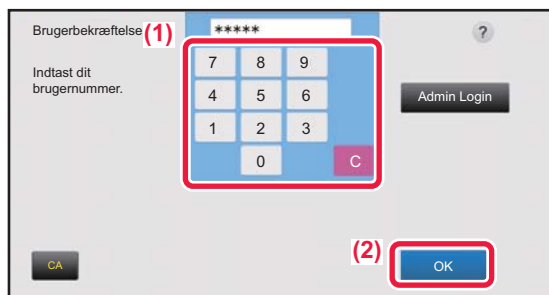 Brugerbekræftelse
(1)
*****
?
Indtast dit
brugernummer.
7 8 9
4 5 6
1 2 3
0 C
Admin Login
(2)
CA
OK